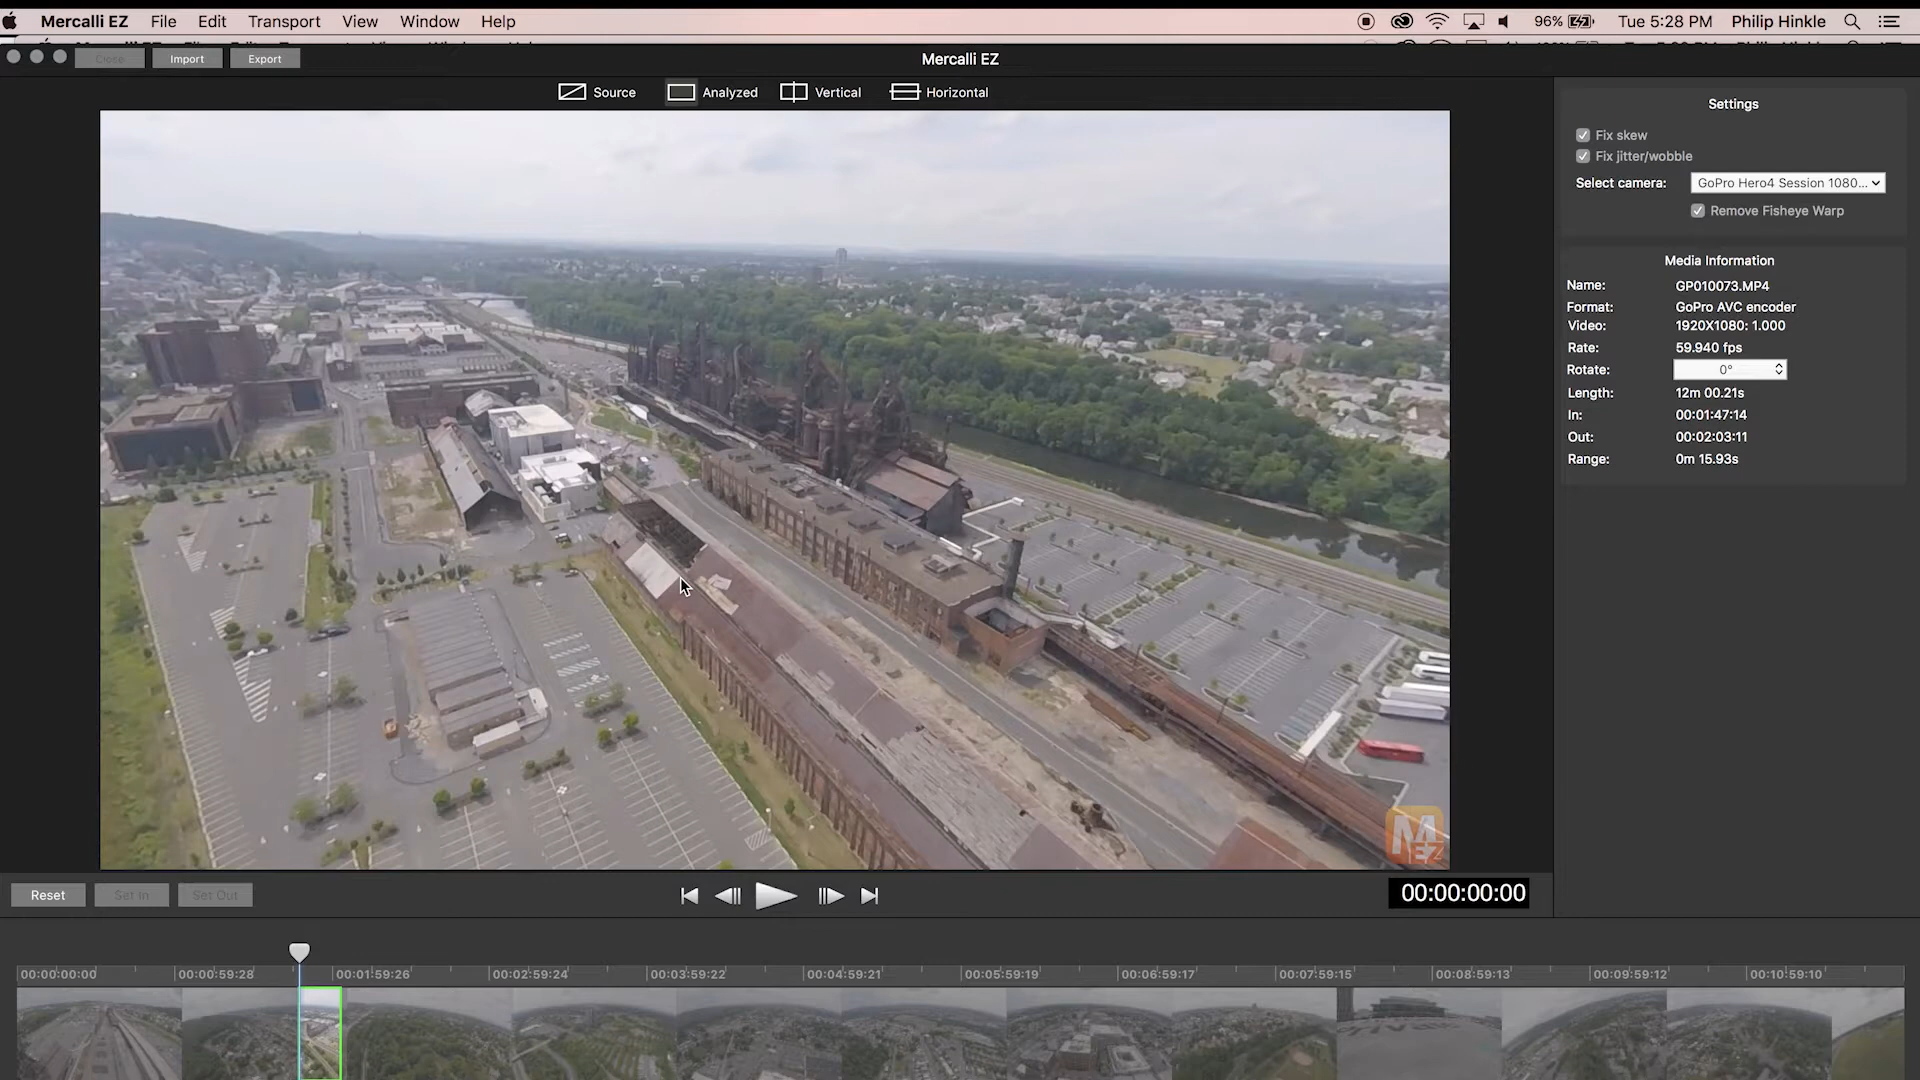 Mercalli EZ File Edit Transport View Window Help 96% Tue 5:28 PM Philip Hinkle
Close Import Export Mercalli EZ
Source Analyzed Vertical Horizontal
Settings
Fix skew
Fix jitter/wobble
Select camera: GoPro Hero4 Session 1080...
Remove Fisheye Warp
Media Information
Name: GP010073.MP4
Format: GoPro AVC encoder
Video: 1920X1080: 1.000
Rate: 59.940 fps
Rotate: 0°
Length: 12m 00.21s
In: 00:01:47:14
Out: 00:02:03:11
Range: 0m 15.93s
M EZ
Reset Set In Set Out 00:00:00:00
00:00:00:00 00:00:59:28 00:01:59:26 00:02:59:24 00:03:59:22 00:04:59:21 00:05:59:19 00:06:59:17 00:07:59:15 00:08:59:13 00:09:59:12 00:10:59:10